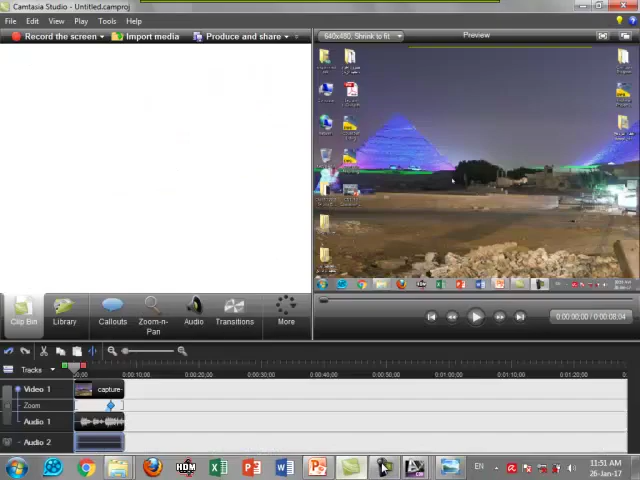 Camtasia Studio - Untitled.camproj
File Edit View Play Tools Help
Record the screen Import media Produce and share
640x480, Shrink to fit
Preview
Clip Bin
Library
Callouts
Zoom-n-Pan
Audio
Transitions
More
0:00:00;00 / 0:00:08;04
Tracks
00;00
0:00:10;00
0:00:20;00
0:00:30;00
0:00:40;00
0:00:50;00
0:01:00;00
0:01:10;00
0:01:20;00
Video 1
capture-
Zoom
Audio 1
Audio 2
HDM
EN
11:51 AM
26-Jan-17